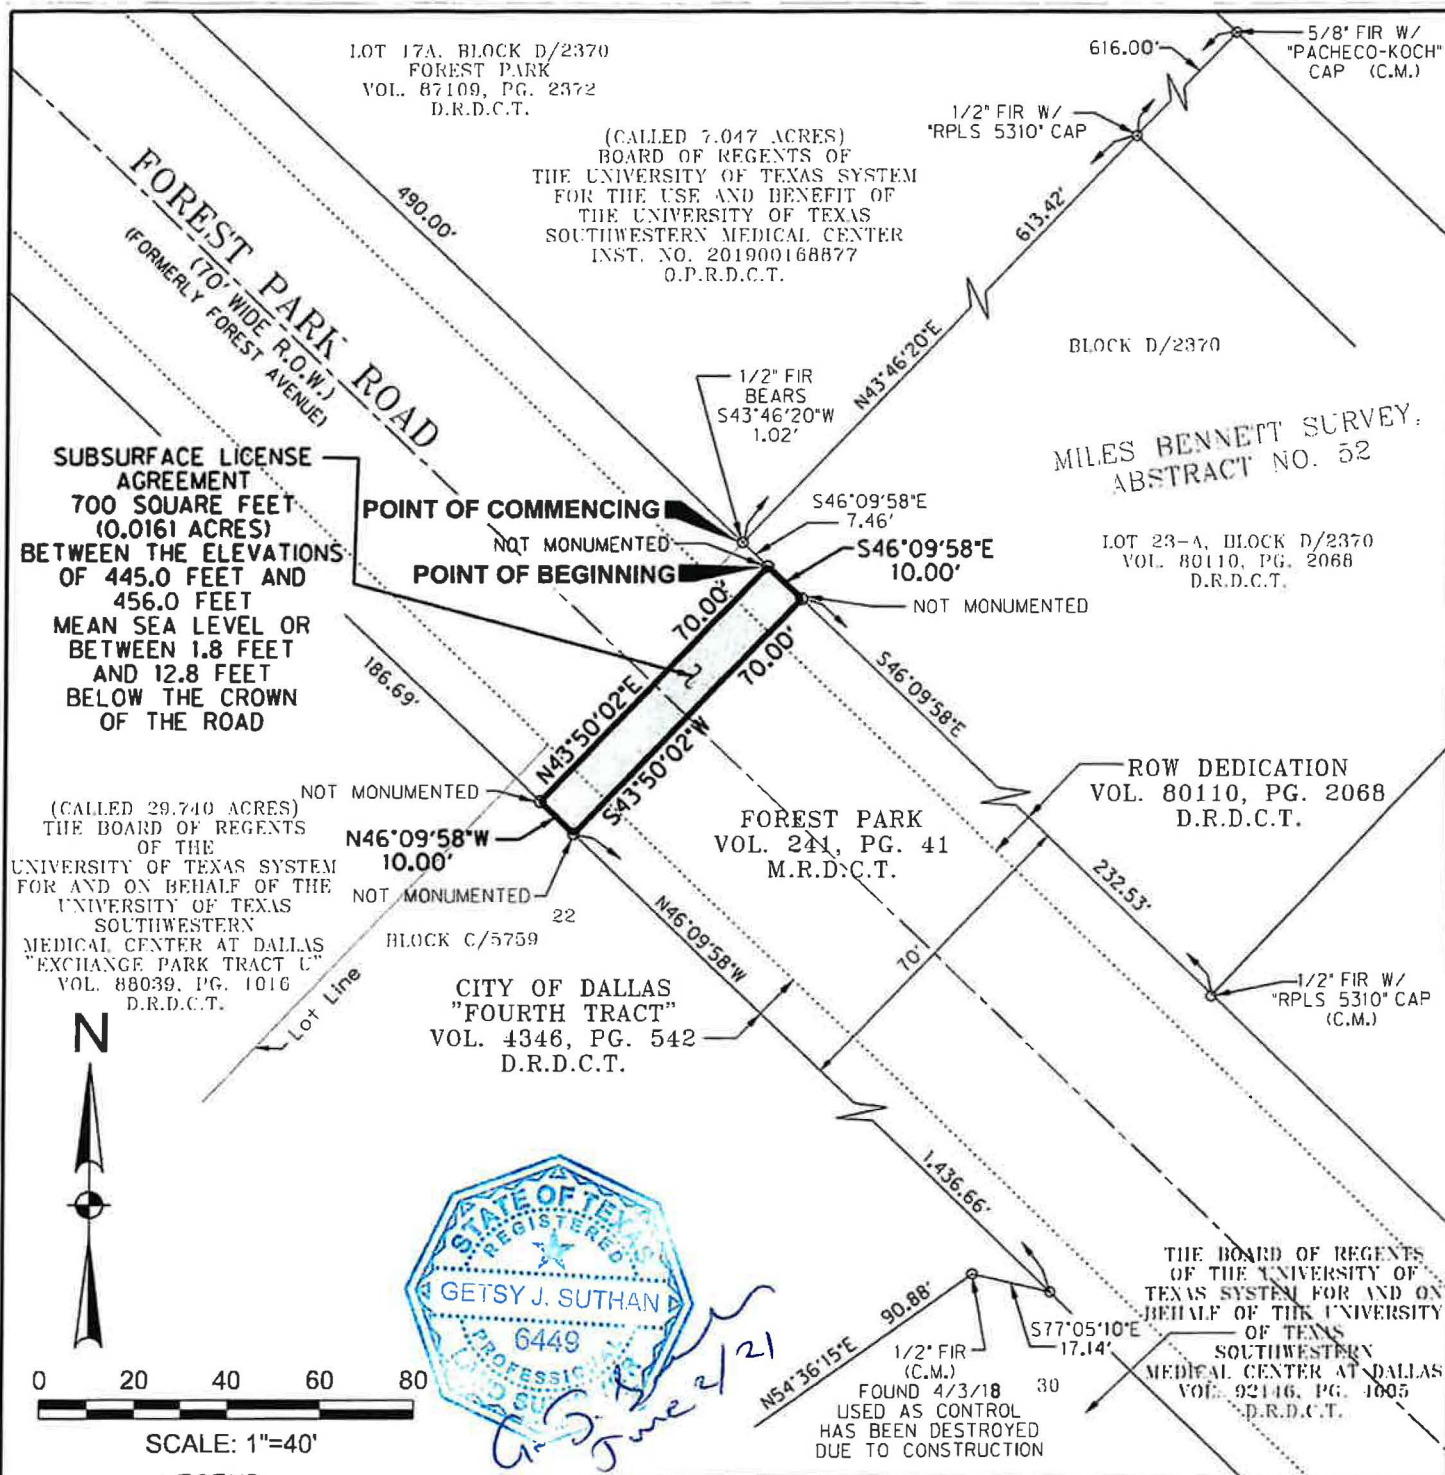 LOT 17A, BLOCK D/2370
FOREST PARK
VOL. 87109, PG. 2372
D.R.D.C.T.
616.00'
5/8" FIR W/
"PACHECO-KOCH"
CAP (C.M.)
1/2" FIR W/
"RPLS 5310" CAP
(CALLED 7.047 ACRES)
BOARD OF REGENTS OF
THE UNIVERSITY OF TEXAS SYSTEM
FOR THE USE AND BENEFIT OF
THE UNIVERSITY OF TEXAS
SOUTHWESTERN MEDICAL CENTER
INST. NO. 201900168877
O.P.R.D.C.T.
FOREST PARK ROAD
(70' WIDE R.O.W.)
(FORMERLY FOREST AVENUE)
490.00'
613.42'
N43°46'20"E
BLOCK D/2370
1/2" FIR
BEARS
S43°46'20"W
1.02'
MILES BENNETT SURVEY,
ABSTRACT NO. 52
SUBSURFACE LICENSE
AGREEMENT
700 SQUARE FEET
(0.0161 ACRES)
BETWEEN THE ELEVATIONS
OF 445.0 FEET AND
456.0 FEET
MEAN SEA LEVEL OR
BETWEEN 1.8 FEET
AND 12.8 FEET
BELOW THE CROWN
OF THE ROAD
POINT OF COMMENCING
S46°09'58"E
7.46'
NOT MONUMENTED
POINT OF BEGINNING
S46°09'58"E
10.00'
LOT 23-A, BLOCK D/2370
VOL. 80110, PG. 2068
D.R.D.C.T.
NOT MONUMENTED
70.00'
70.00'
N43°50'02"E
S43°50'02"W
186.69'
S46°09'58"E
NOT MONUMENTED
N46°09'58"W
10.00'
NOT MONUMENTED
(CALLED 29.740 ACRES)
THE BOARD OF REGENTS
OF THE
UNIVERSITY OF TEXAS SYSTEM
FOR AND ON BEHALF OF THE
UNIVERSITY OF TEXAS
SOUTHWESTERN
MEDICAL CENTER AT DALLAS
"EXCHANGE PARK TRACT C"
VOL. 88039, PG. 1016
D.R.D.C.T.
FOREST PARK
VOL. 241, PG. 41
M.R.D.C.T.
ROW DEDICATION
VOL. 80110, PG. 2068
D.R.D.C.T.
232.53'
22
BLOCK C/5759
N46°09'58"W
70'
Lot Line
CITY OF DALLAS
"FOURTH TRACT"
VOL. 4346, PG. 542
D.R.D.C.T.
1/2" FIR W/
"RPLS 5310" CAP
(C.M.)
N
1,436.66'
STATE OF TEXAS
REGISTERED
GETSY J. SUTHAN
6449
PROFESSIONAL
June 2/21
N54°36'15"E 90.88'
S77°05'10"E
17.14'
1/2" FIR
(C.M.)
FOUND 4/3/18
USED AS CONTROL
HAS BEEN DESTROYED
DUE TO CONSTRUCTION
30
THE BOARD OF REGENTS
OF THE UNIVERSITY OF
TEXAS SYSTEM FOR AND ON
BEHALF OF THE UNIVERSITY
OF TEXAS
SOUTHWESTERN
MEDICAL CENTER AT DALLAS
VOL. 92146, PG. 4005
D.R.D.C.T.
0 20 40 60 80
SCALE: 1"=40'